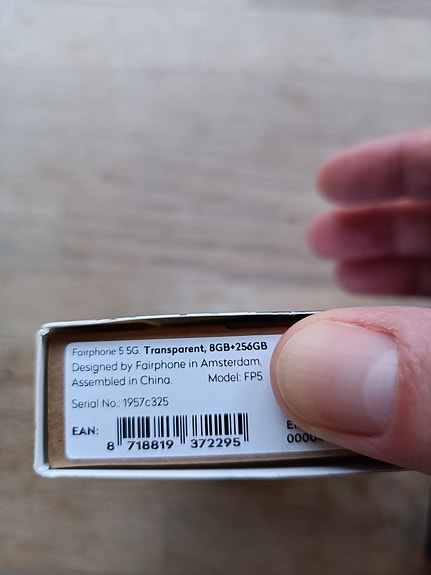 Fairphone 5 5G, Transparent, 8GB+256GB
Designed by Fairphone in Amsterdam.
Assembled in China. Model: FP5
Serial No.: 1957c325
EAN:
8 718819 372295
0000